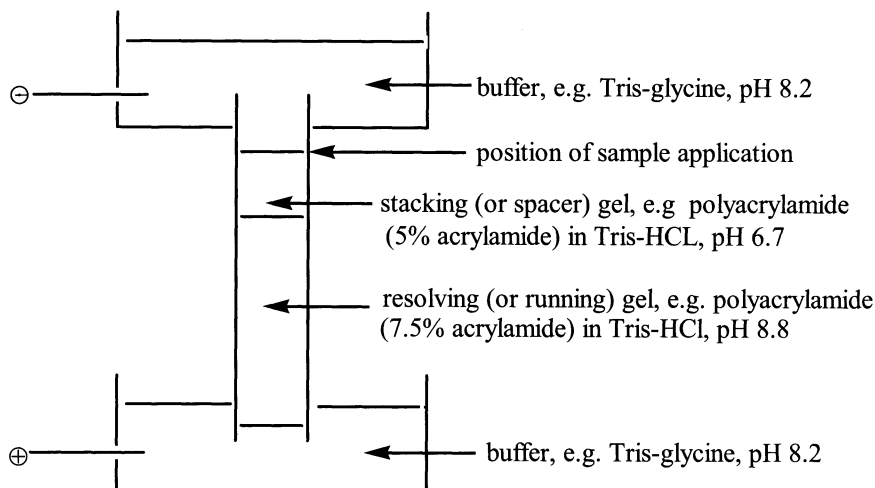 ⊖
buffer, e.g. Tris-glycine, pH 8.2
position of sample application
stacking (or spacer) gel, e.g polyacrylamide
(5% acrylamide) in Tris-HCL, pH 6.7
resolving (or running) gel, e.g. polyacrylamide
(7.5% acrylamide) in Tris-HCl, pH 8.8
⊕
buffer, e.g. Tris-glycine, pH 8.2